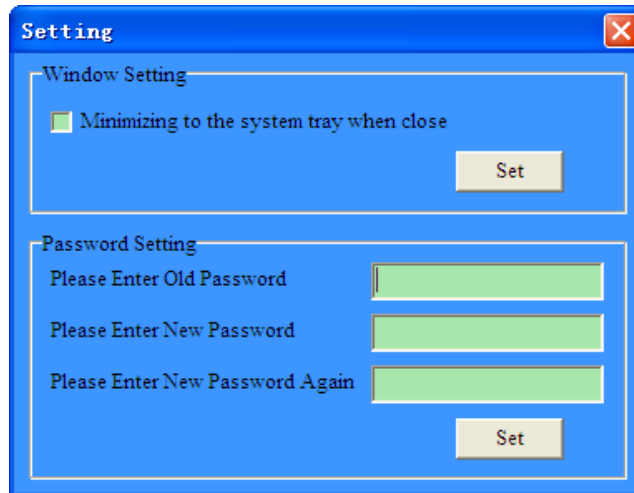 Setting
Window Setting
Minimizing to the system tray when close
Set
Password Setting
Please Enter Old Password
Please Enter New Password
Please Enter New Password Again
Set